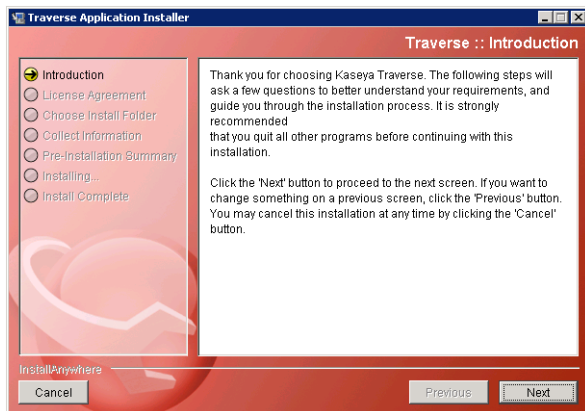 Traverse Application Installer
Traverse :: Introduction
Introduction
License Agreement
Choose Install Folder
Collect Information
Pre-Installation Summary
Installing...
Install Complete
Thank you for choosing Kaseya Traverse. The following steps will
ask a few questions to better understand your requirements, and
guide you through the installation process. It is strongly
recommended
that you quit all other programs before continuing with this
installation.
Click the 'Next' button to proceed to the next screen. If you want to
change something on a previous screen, click the 'Previous' button.
You may cancel this installation at any time by clicking the 'Cancel'
button.
InstallAnywhere
Cancel
Previous
Next